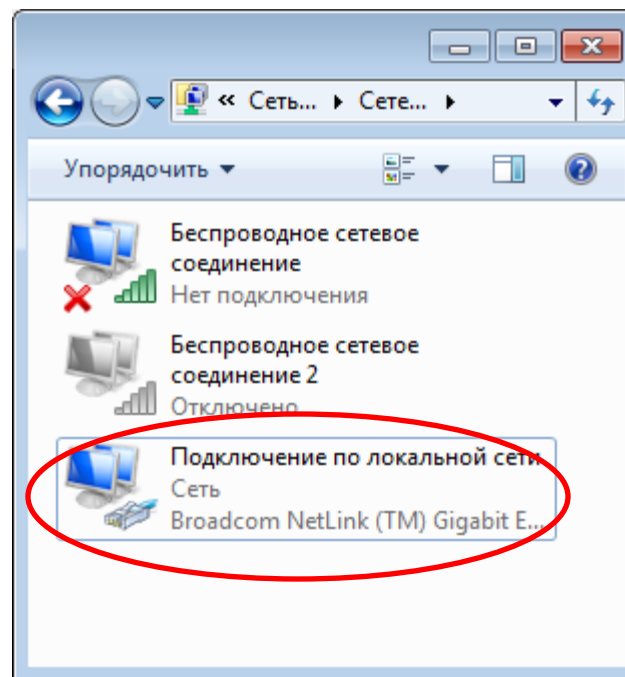 « Сеть... Сете...
Упорядочить
Беспроводное сетевое
соединение
Нет подключения
Беспроводное сетевое
соединение 2
Отключено
Подключение по локальной сети
Сеть
Broadcom NetLink (TM) Gigabit E...